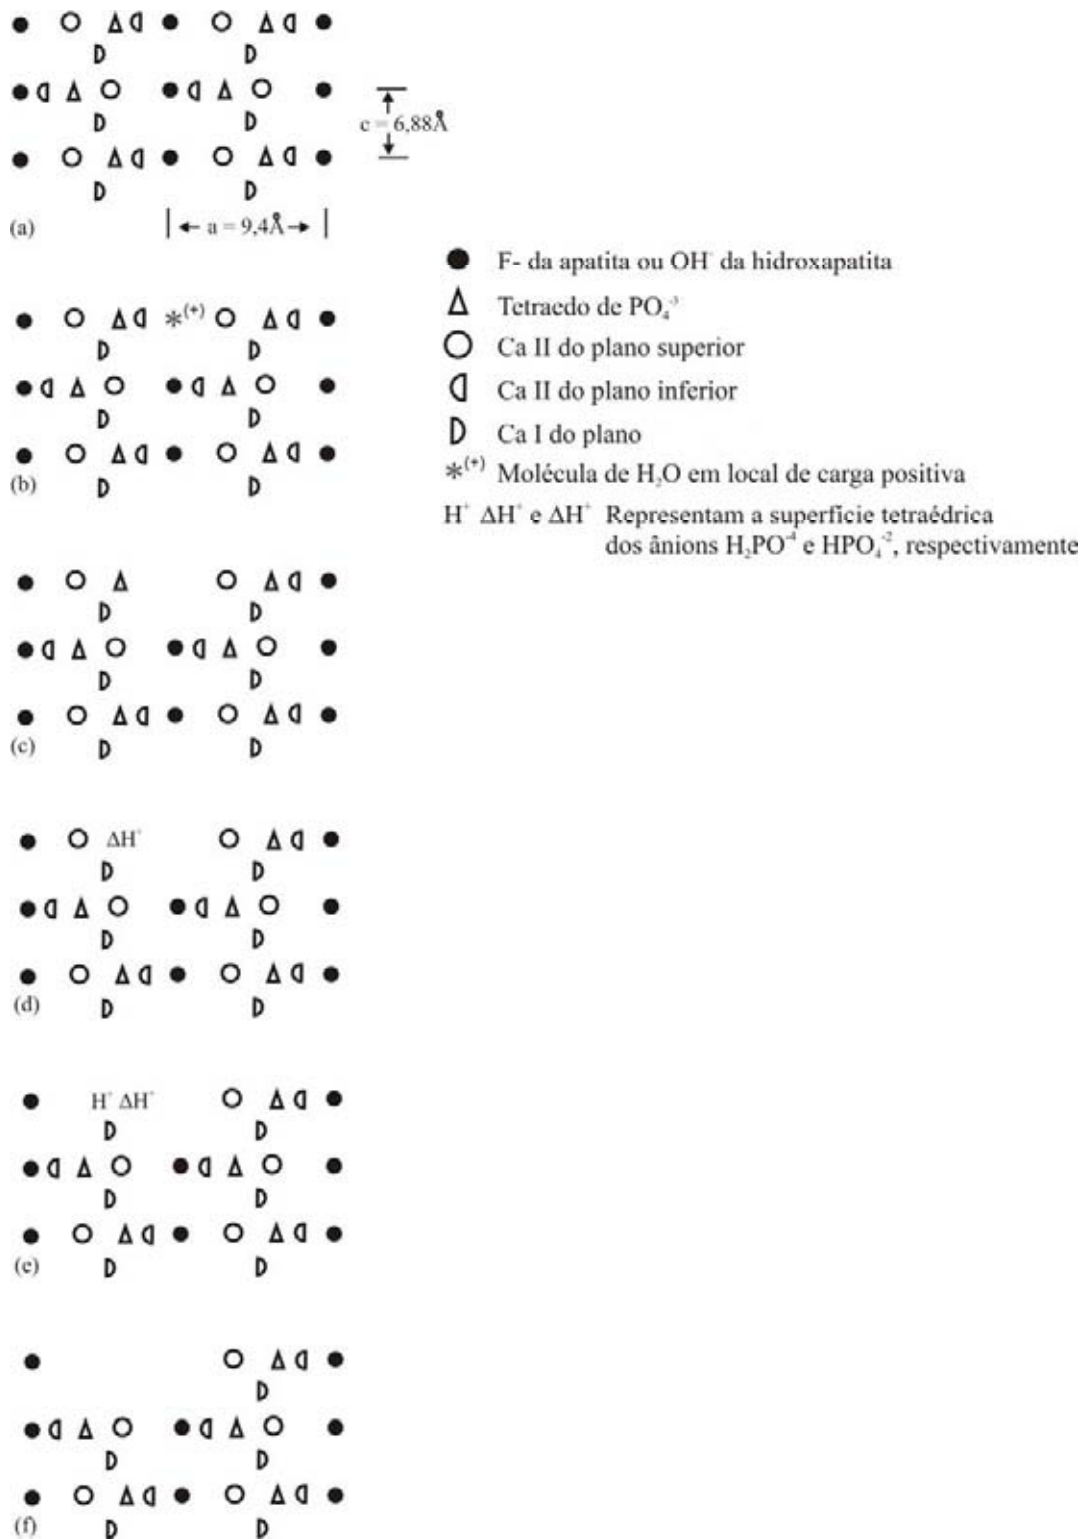 c = 6,88Å
(a)
a = 9,4Å
F- da apatita ou OH⁻ da hidroxapatita
Tetraedo de PO₄⁻³
Ca II do plano superior
Ca II do plano inferior
Ca I do plano
*⁽⁺⁾ Molécula de H₂O em local de carga positiva
H⁺ ΔH⁺ e ΔH⁺ Representam a superfície tetraédrica
dos ânions H₂PO⁻⁴ e HPO₄⁻², respectivamente
*⁽⁺⁾
(b)
(c)
ΔH⁺
(d)
H⁺ ΔH⁺
(e)
(f)